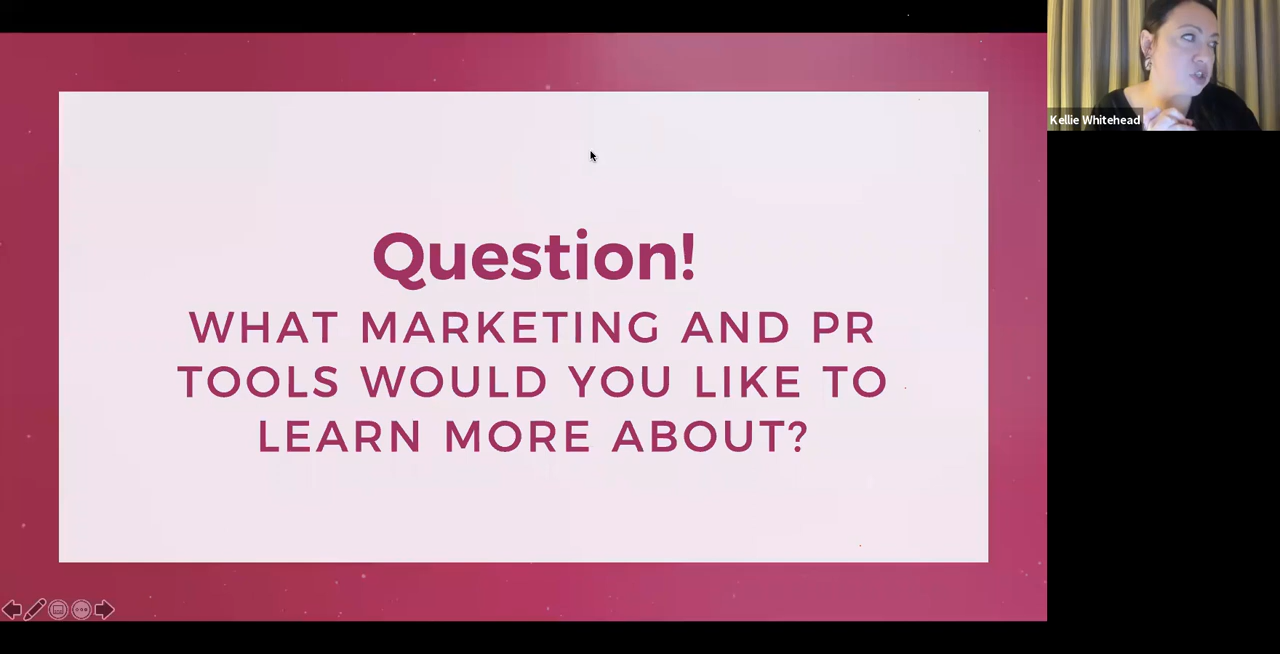 Question!
WHAT MARKETING AND PR
TOOLS WOULD YOU LIKE TO
LEARN MORE ABOUT?
Kellie Whitehead